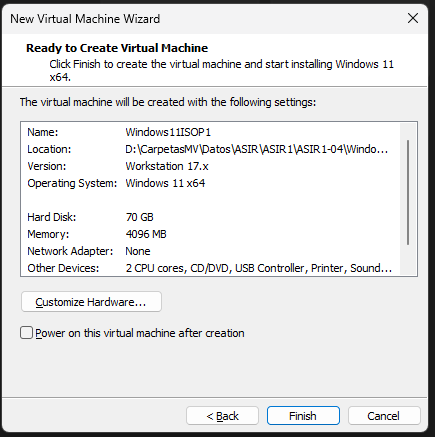 New Virtual Machine Wizard
Ready to Create Virtual Machine
Click Finish to create the virtual machine and start installing Windows 11
x64.
The virtual machine will be created with the following settings:
Name: Windows11ISOP1
Location: D:\CarpetasMV\Datos\ASIR\ASIR1\ASIR1-04\Windo...
Version: Workstation 17.x
Operating System: Windows 11 x64
Hard Disk: 70 GB
Memory: 4096 MB
Network Adapter: None
Other Devices: 2 CPU cores, CD/DVD, USB Controller, Printer, Sound...
Customize Hardware...
Power on this virtual machine after creation
< Back Finish Cancel